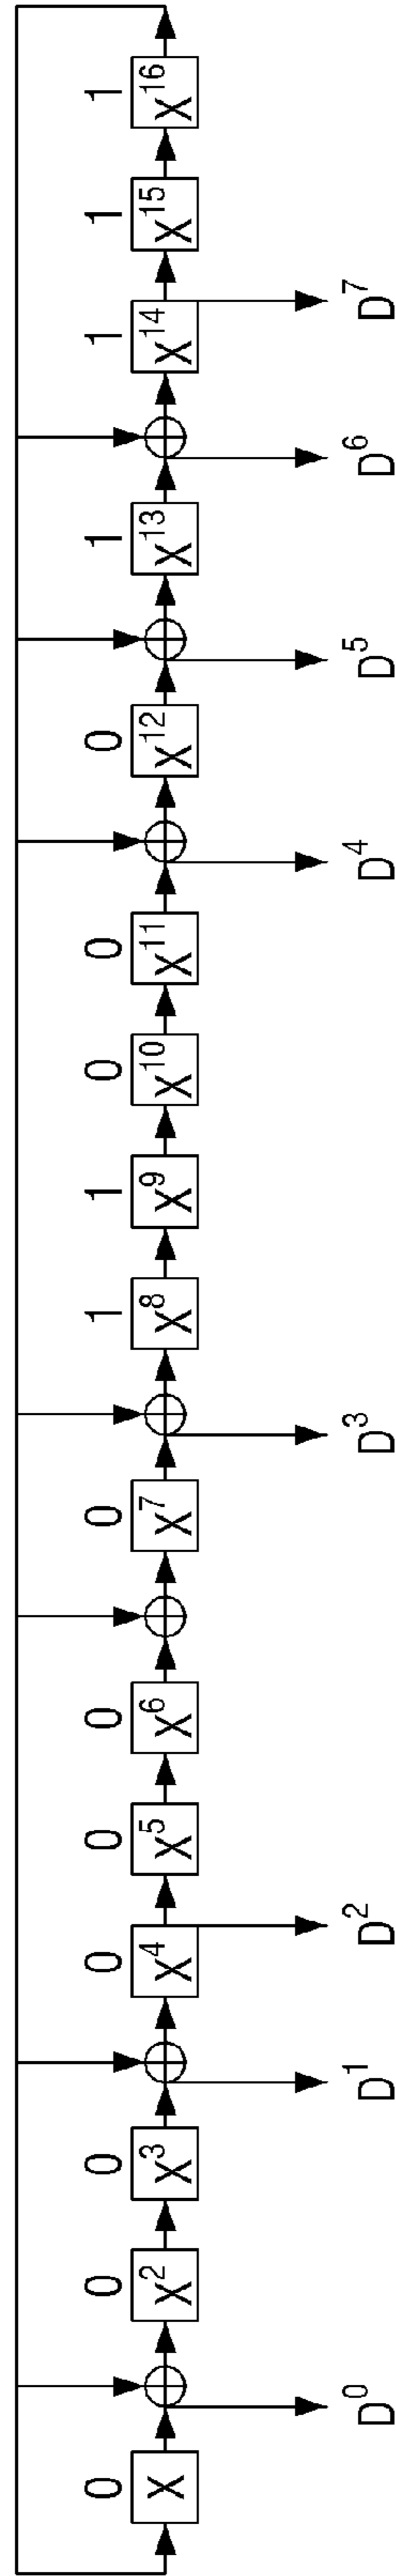 0 0 0 0 0 0 0 1 1 0 0 0 1 1 1 1
X X² X³ X⁴ X⁵ X⁶ X⁷ X⁸ X⁹ X¹⁰ X¹¹ X¹² X¹³ X¹⁴ X¹⁵ X¹⁶
D⁰ D¹ D² D³ D⁴ D⁵ D⁶ D⁷